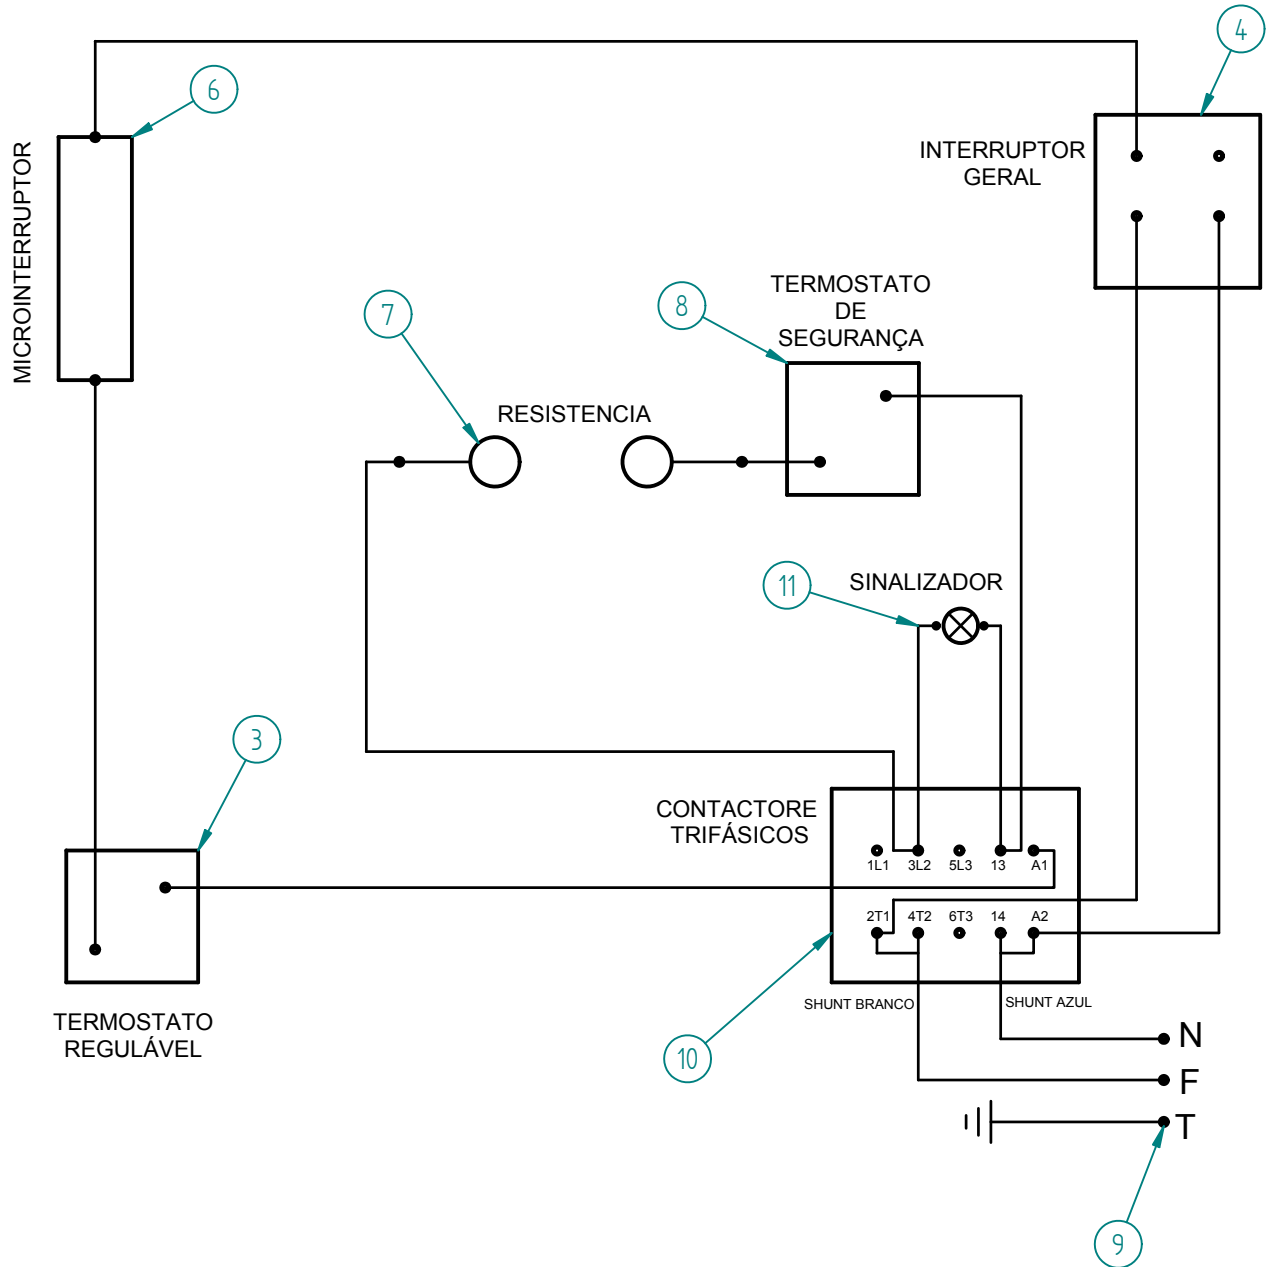 4
6
MICROINTERRUPTOR
INTERRUPTOR
GERAL
7
8
TERMOSTATO
DE
SEGURANÇA
RESISTENCIA
11
SINALIZADOR
3
CONTACTORE
TRIFÁSICOS
1L1 3L2 5L3 13 A1
2T1 4T2 6T3 14 A2
SHUNT BRANCO
SHUNT AZUL
TERMOSTATO
REGULÁVEL
10
N
F
T
9